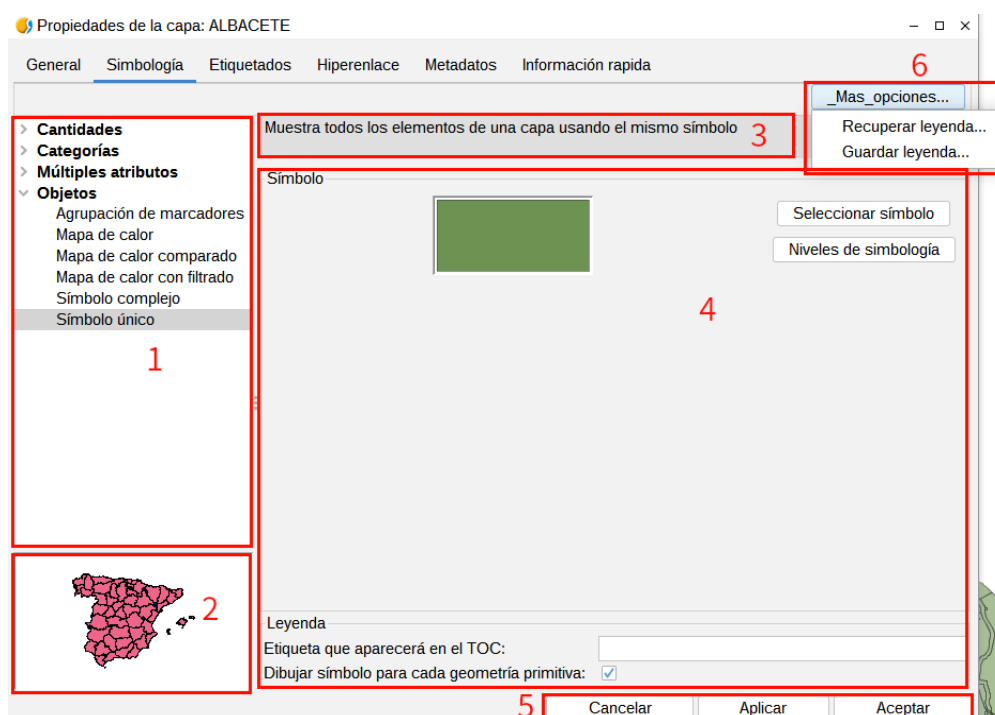 Propiedades de la capa: ALBACETE
General Simbología Etiquetados Hiperenlace Metadatos Información rapida
6
_Mas_opciones...
Recuperar leyenda...
Guardar leyenda...
Muestra todos los elementos de una capa usando el mismo símbolo
3
Cantidades
Categorías
Múltiples atributos
Objetos
Agrupación de marcadores
Mapa de calor
Mapa de calor comparado
Mapa de calor con filtrado
Símbolo complejo
Símbolo único
1
2
Símbolo
Seleccionar símbolo
Niveles de simbología
4
Leyenda
Etiqueta que aparecerá en el TOC:
Dibujar símbolo para cada geometría primitiva:
5
Cancelar Aplicar Aceptar